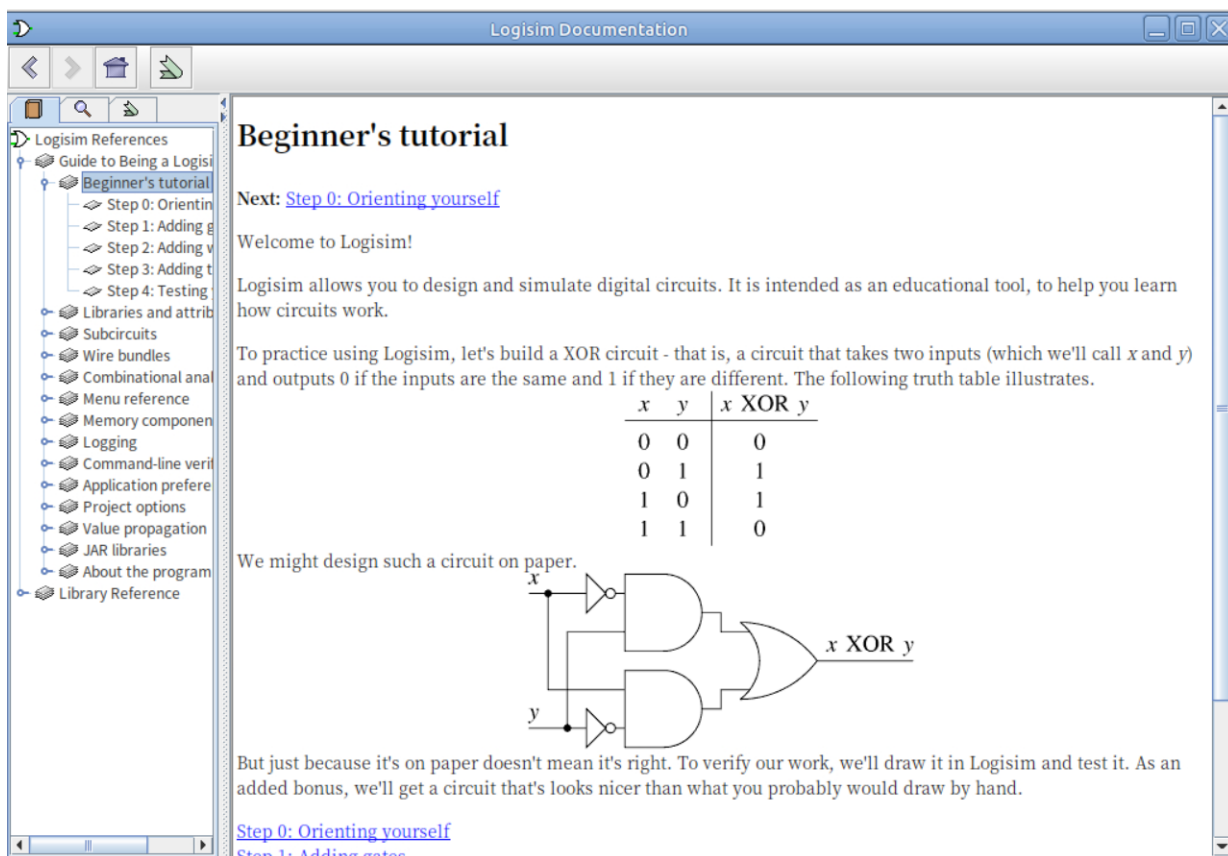 Logisim Documentation
Logisim References
Guide to Being a Logisi
Beginner's tutorial
Step 0: Orientin
Step 1: Adding g
Step 2: Adding w
Step 3: Adding t
Step 4: Testing
Libraries and attrib
Subcircuits
Wire bundles
Combinational anal
Menu reference
Memory componen
Logging
Command-line verif
Application prefere
Project options
Value propagation
JAR libraries
About the program
Library Reference
Beginner's tutorial
Next: Step 0: Orienting yourself
Welcome to Logisim!
Logisim allows you to design and simulate digital circuits. It is intended as an educational tool, to help you learn
how circuits work.
To practice using Logisim, let's build a XOR circuit - that is, a circuit that takes two inputs (which we'll call x and y)
and outputs 0 if the inputs are the same and 1 if they are different. The following truth table illustrates.
x y x XOR y
0 0 0
0 1 1
1 0 1
1 1 0
We might design such a circuit on paper.
x
x XOR y
y
But just because it's on paper doesn't mean it's right. To verify our work, we'll draw it in Logisim and test it. As an
added bonus, we'll get a circuit that's looks nicer than what you probably would draw by hand.
Step 0: Orienting yourself
Step 1: Adding gates